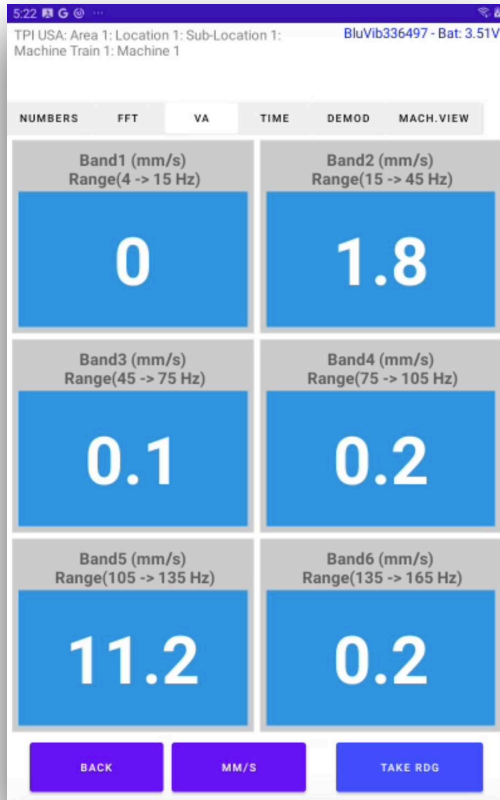 5:22 G ...
TPI USA: Area 1: Location 1: Sub-Location 1:
Machine Train 1: Machine 1
BluVib336497 - Bat: 3.51V
NUMBERS FFT VA TIME DEMOD MACH.VIEW
Band1 (mm/s)
Range(4 -> 15 Hz)
0
Band2 (mm/s)
Range(15 -> 45 Hz)
1.8
Band3 (mm/s)
Range(45 -> 75 Hz)
0.1
Band4 (mm/s)
Range(75 -> 105 Hz)
0.2
Band5 (mm/s)
Range(105 -> 135 Hz)
11.2
Band6 (mm/s)
Range(135 -> 165 Hz)
0.2
BACK MM/S TAKE RDG